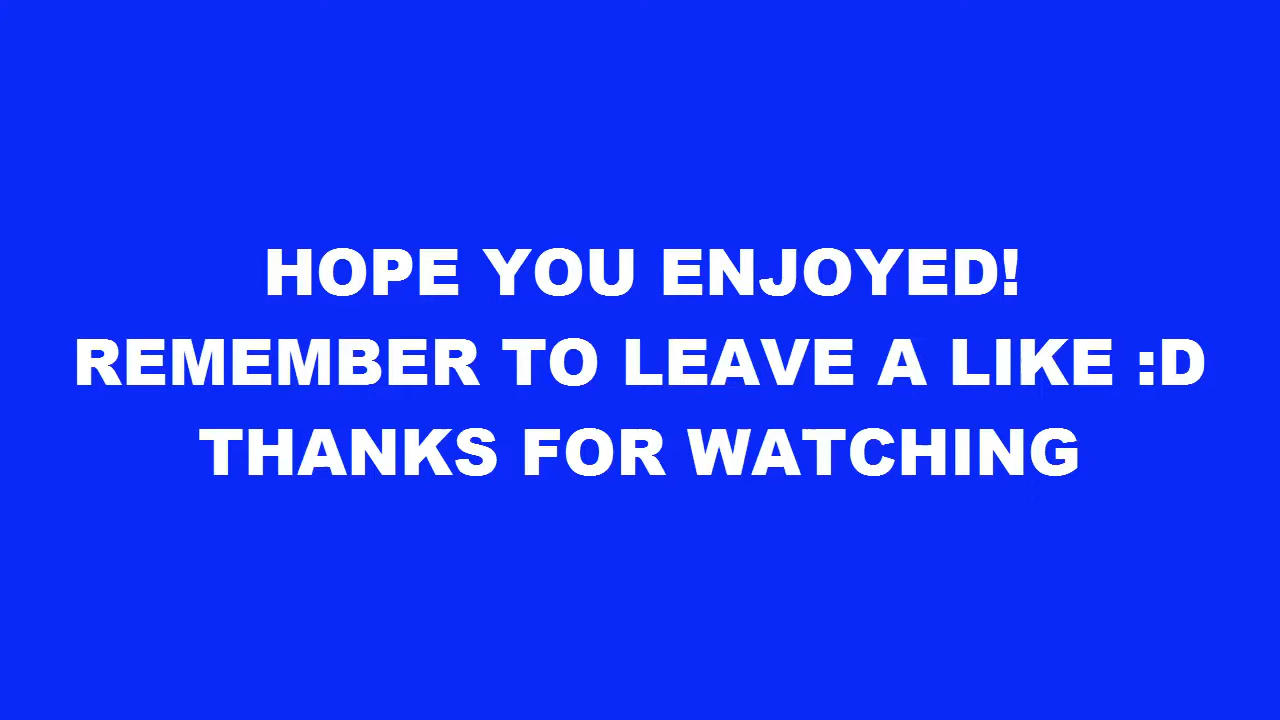 HOPE YOU ENJOYED!
REMEMBER TO LEAVE A LIKE :D
THANKS FOR WATCHING